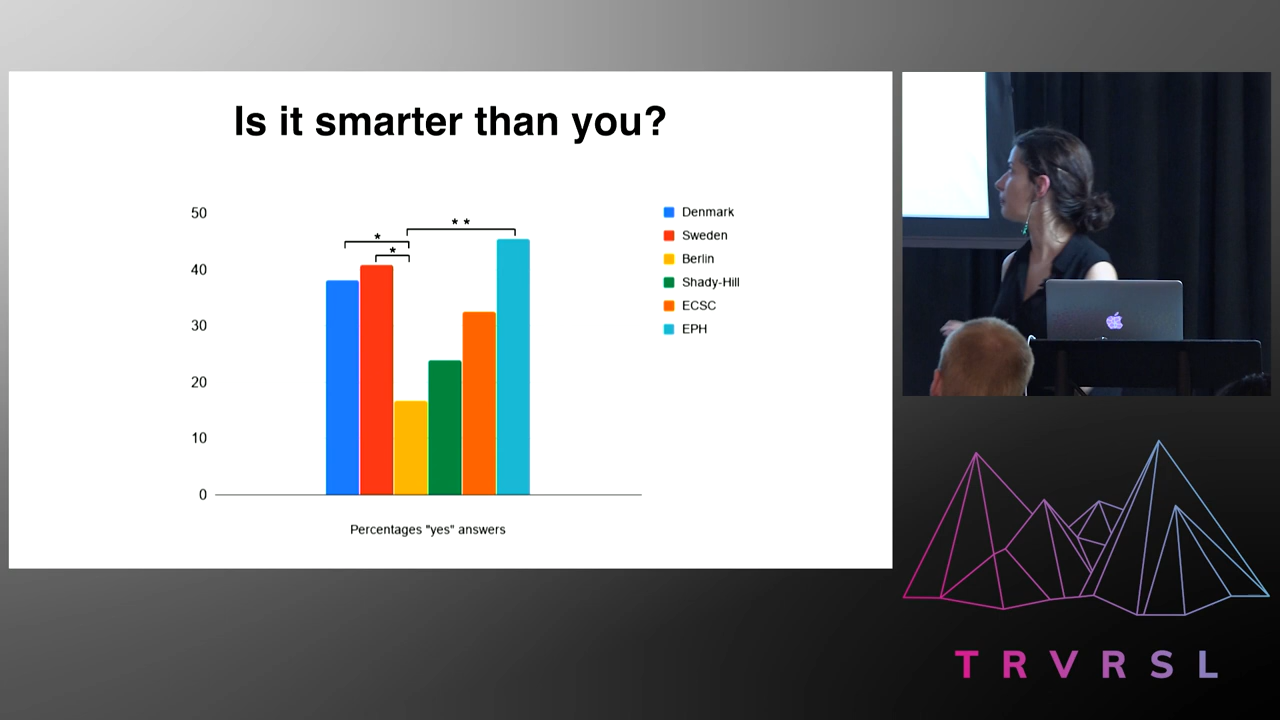 Is it smarter than you?
50
40
30
20
10
0
*
*
* *
Denmark
Sweden
Berlin
Shady-Hill
ECSC
EPH
Percentages "yes" answers
TRVRSL